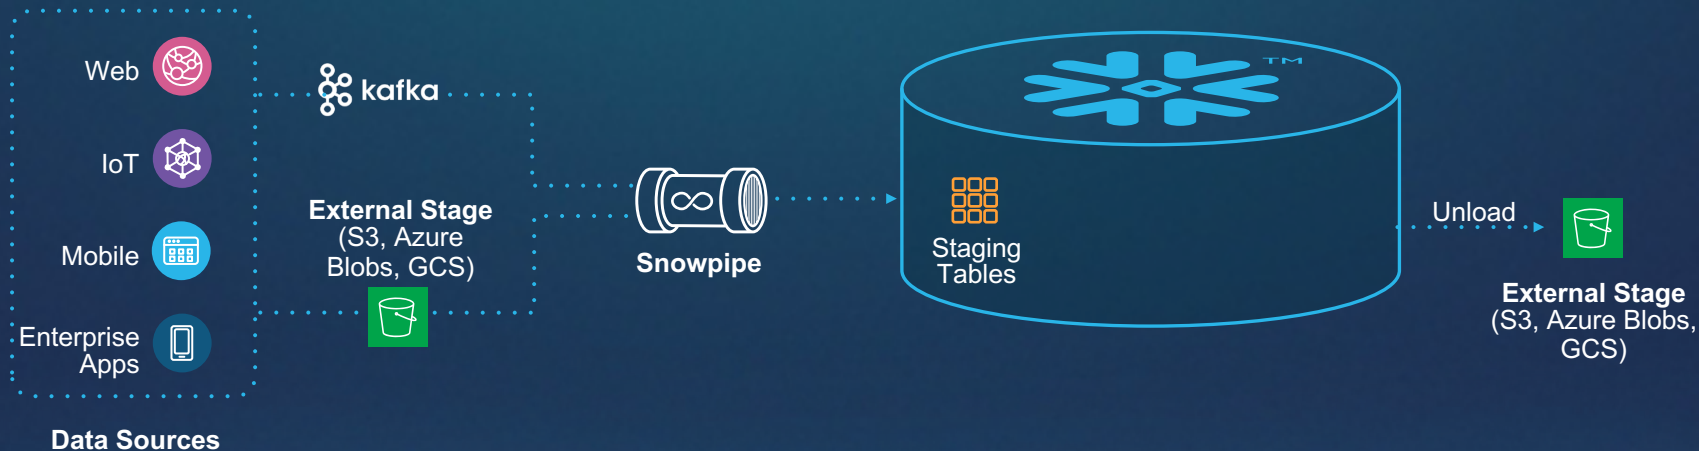 Web
IoT
Mobile
Enterprise
Apps
Data Sources
kafka
External Stage
(S3, Azure
Blobs, GCS)
Snowpipe
TM
Staging
Tables
Unload
External Stage
(S3, Azure Blobs,
GCS)